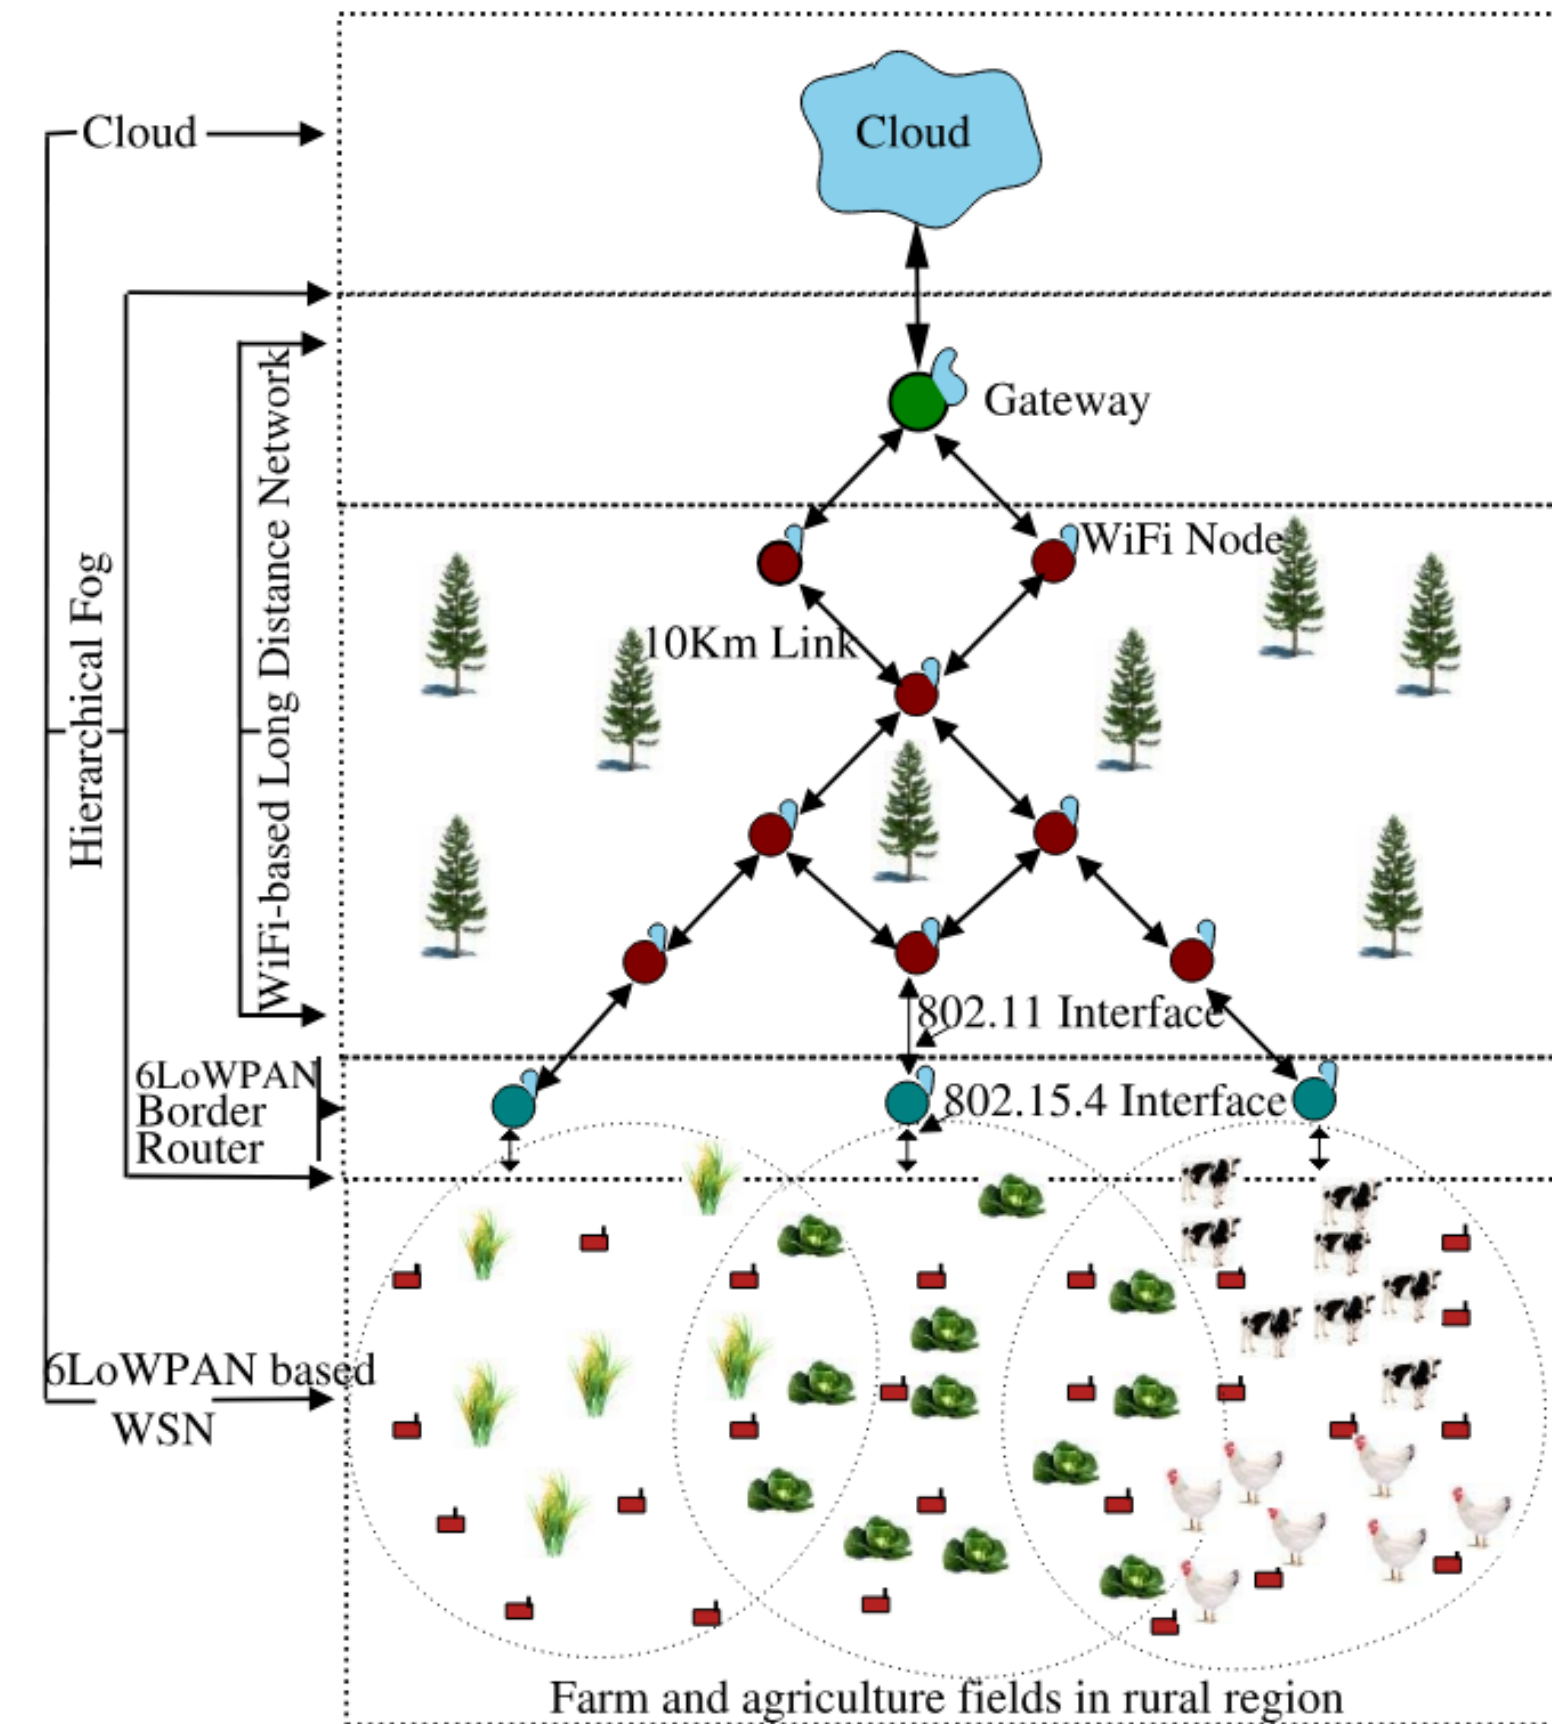 Cloud
Cloud
Gateway
WiFi Node
10Km Link
Hierarchical Fog
WiFi-based Long Distance Network
802.11 Interface
6LoWPAN
Border
Router
802.15.4 Interface
6LoWPAN based
WSN
Farm and agriculture fields in rural region